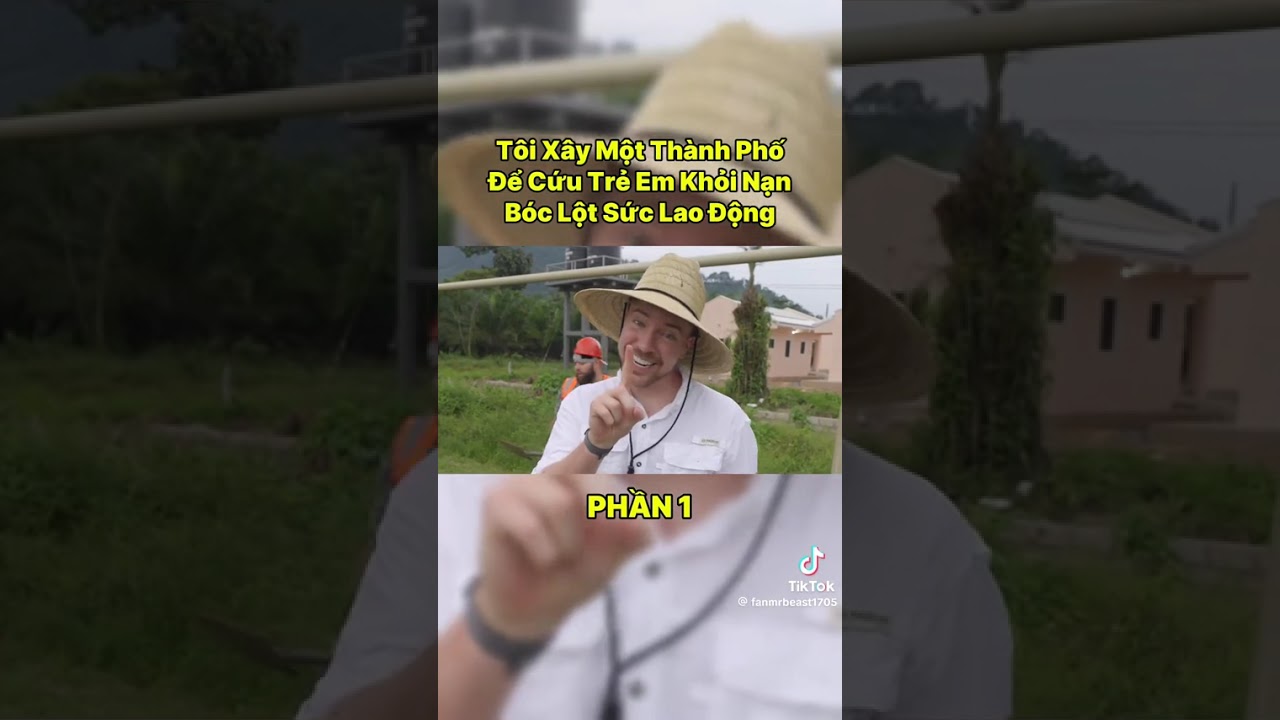 Tôi Xây Một Thành Phố
Để Cứu Trẻ Em Khỏi Nạn
Bóc Lột Sức Lao Động
PHẦN 1
TikTok
@ fanmrbeast1705